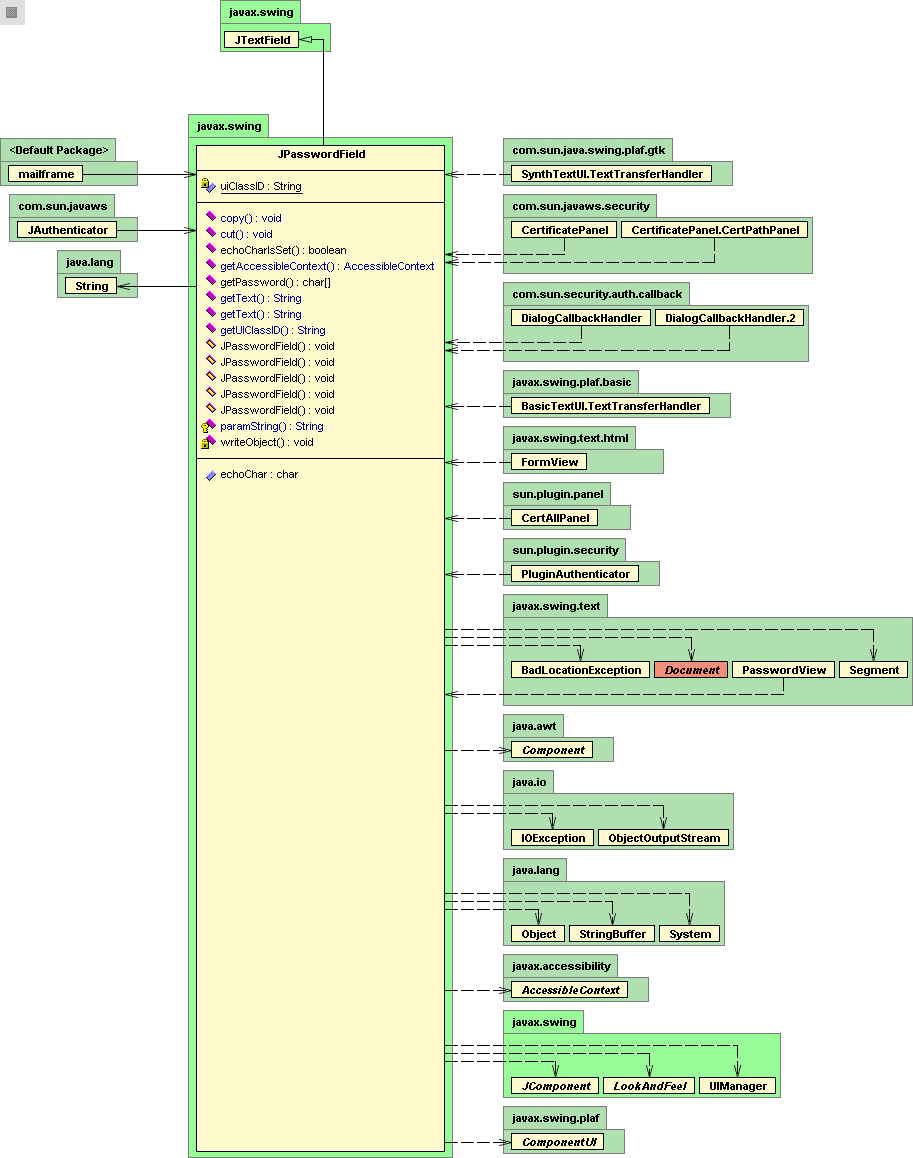 javax.swing
JTextField
javax.swing
JPasswordField
uiClassID : String
copy() : void
cut() : void
echoCharIsSet() : boolean
getAccessibleContext() : AccessibleContext
getPassword() : char[]
getText() : String
getText() : String
getUIClassID() : String
JPasswordField() : void
JPasswordField() : void
JPasswordField() : void
JPasswordField() : void
JPasswordField() : void
paramString() : String
writeObject() : void
echoChar : char
<Default Package>
mailframe
com.sun.javaws
JAuthenticator
java.lang
String
com.sun.java.swing.plaf.gtk
SynthTextUI.TextTransferHandler
com.sun.javaws.security
CertificatePanel CertificatePanel.CertPathPanel
com.sun.security.auth.callback
DialogCallbackHandler DialogCallbackHandler.2
javax.swing.plaf.basic
BasicTextUI.TextTransferHandler
javax.swing.text.html
FormView
sun.plugin.panel
CertAllPanel
sun.plugin.security
PluginAuthenticator
javax.swing.text
BadLocationException Document PasswordView Segment
java.awt
Component
java.io
IOException ObjectOutputStream
java.lang
Object StringBuffer System
javax.accessibility
AccessibleContext
javax.swing
JComponent LookAndFeel UIManager
javax.swing.plaf
ComponentUI